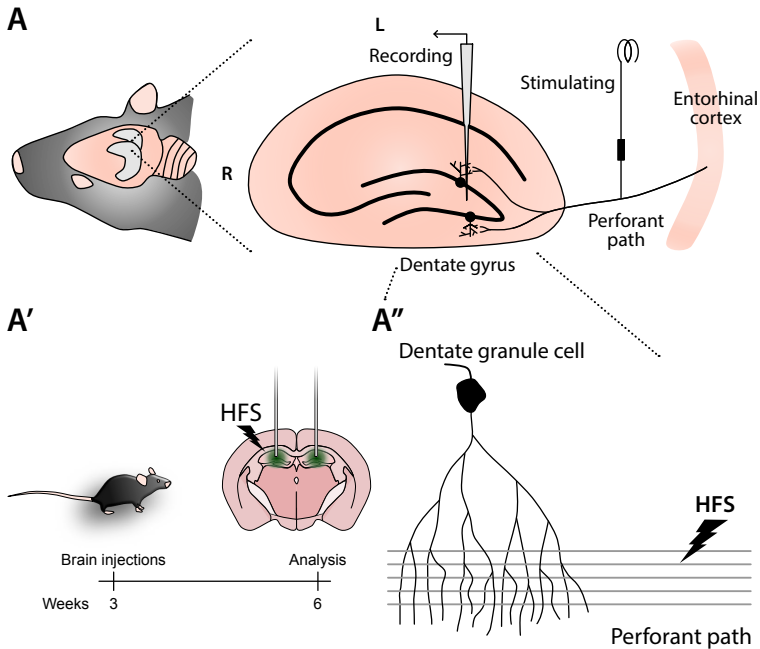 A
L
Recording
Stimulating
Entorhinal
cortex
R
Perforant
path
Dentate gyrus
A'
HFS
Brain injections
Analysis
Weeks
3
6
A"
Dentate granule cell
HFS
Perforant path